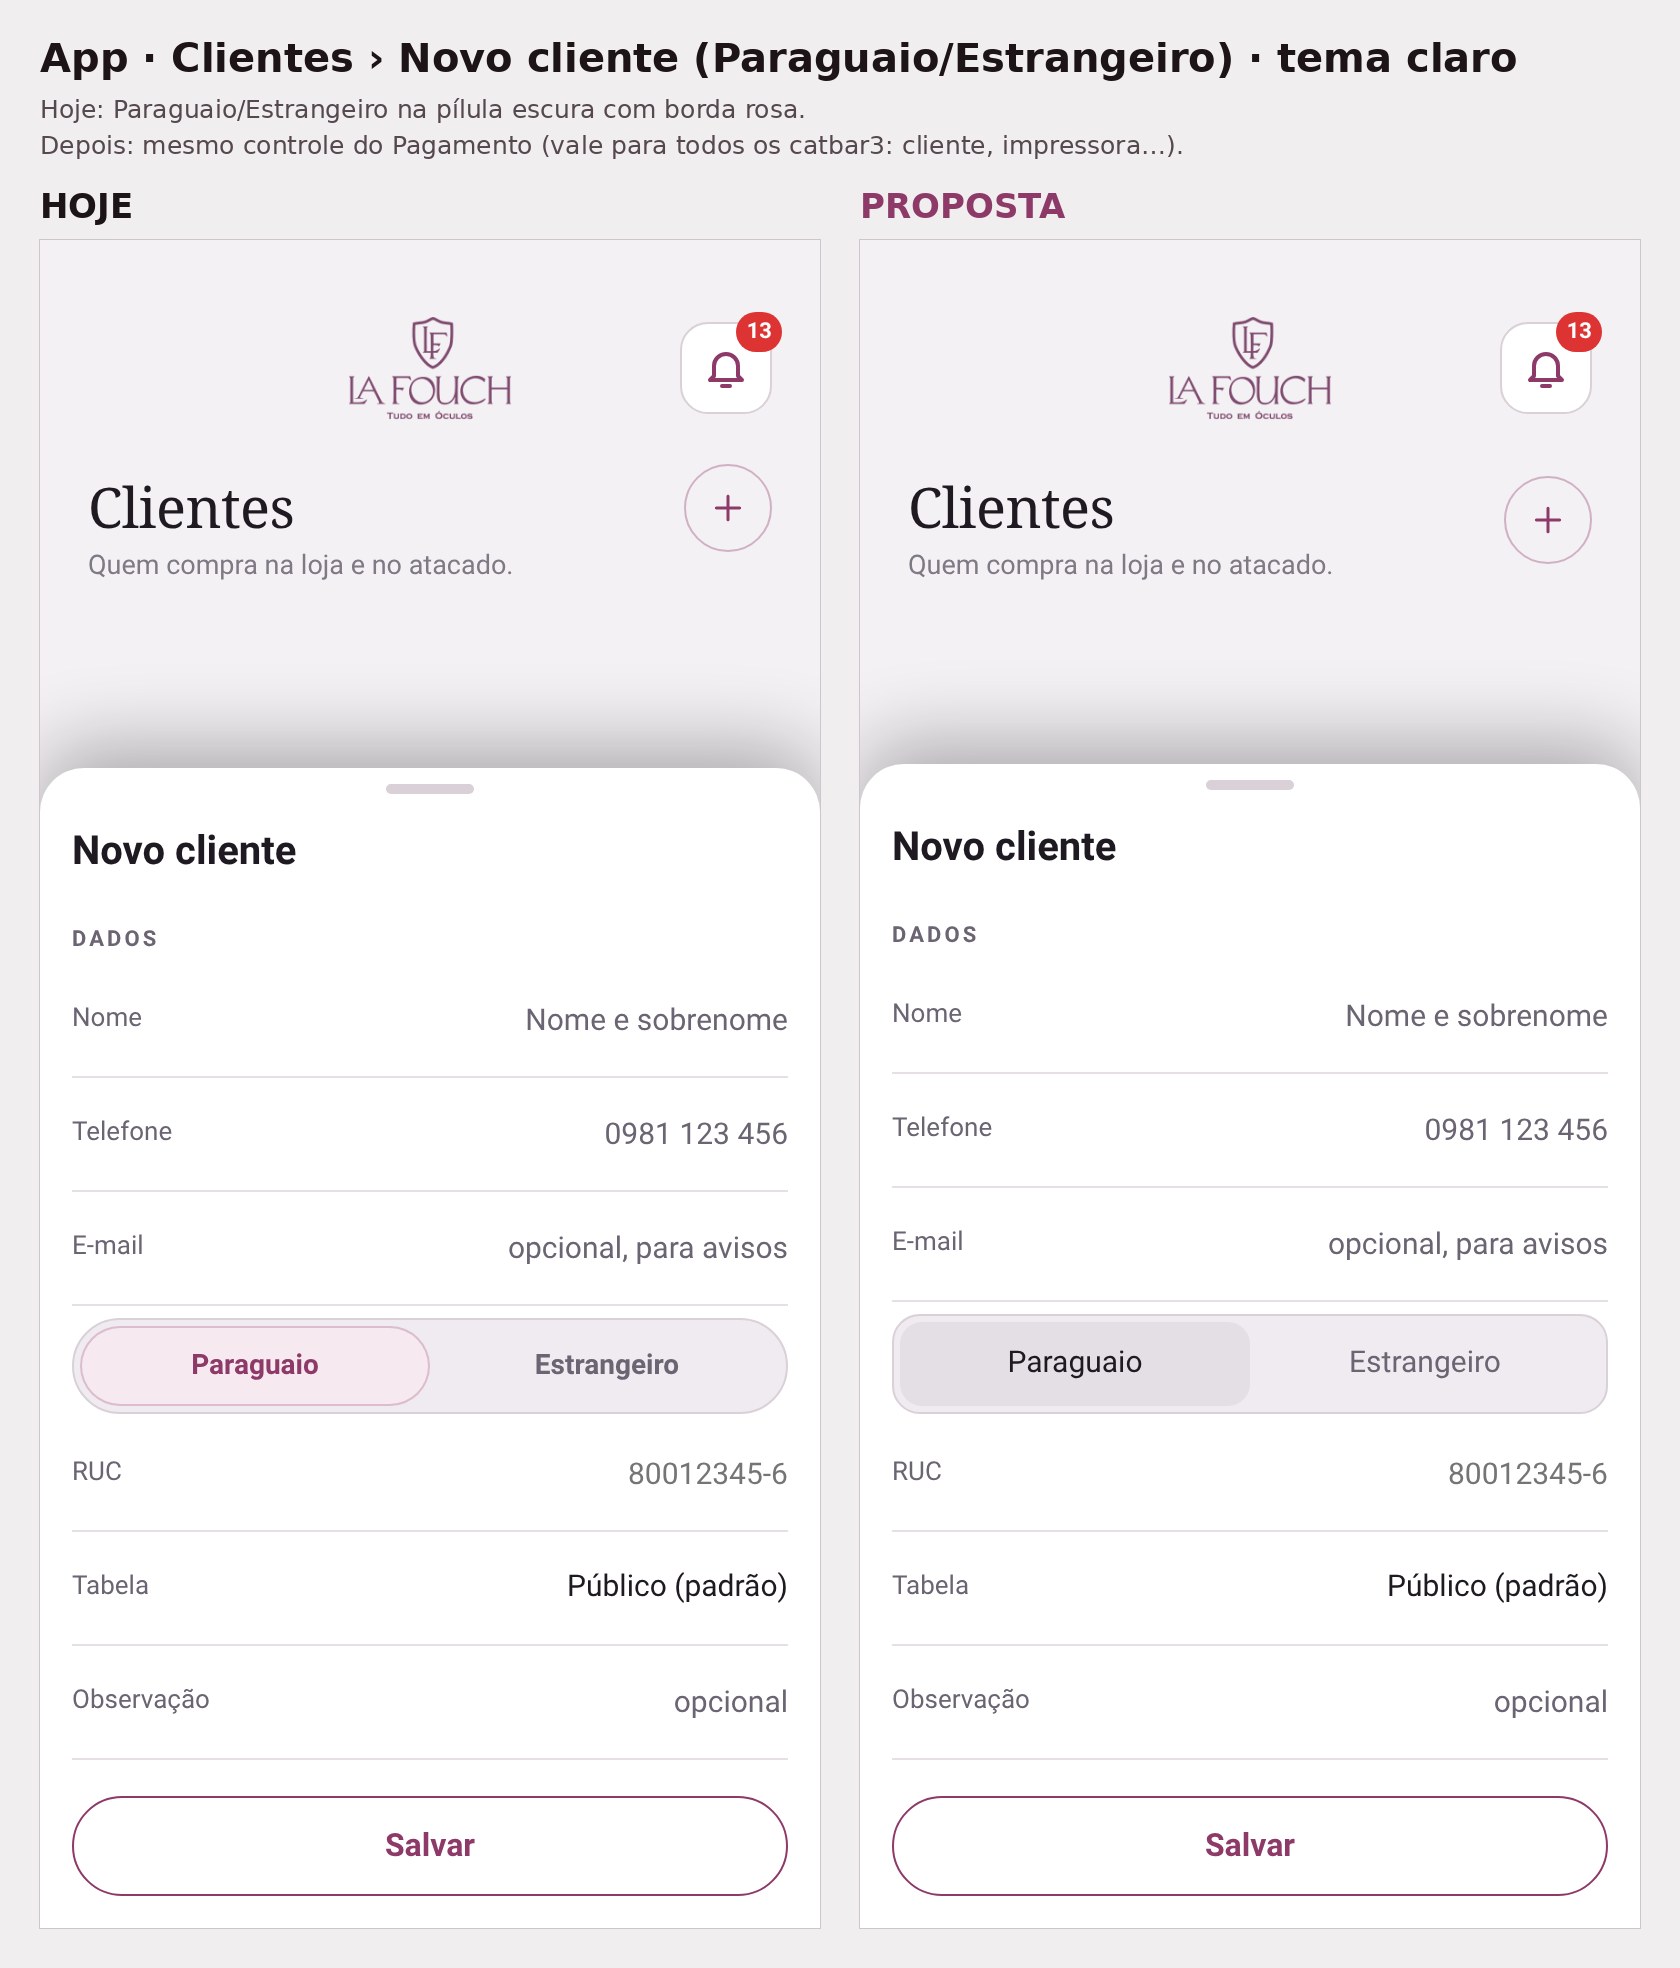 App · Clientes › Novo cliente (Paraguaio/Estrangeiro) · tema claro
Hoje: Paraguaio/Estrangeiro na pílula escura com borda rosa.
Depois: mesmo controle do Pagamento (vale para todos os catbar3: cliente, impressora...).
HOJE
LF
LA FOUCH
TUDO EM ÓCULOS
13
Clientes
Quem compra na loja e no atacado.
Novo cliente
DADOS
Nome Nome e sobrenome
Telefone 0981 123 456
E-mail opcional, para avisos
Paraguaio Estrangeiro
RUC 80012345-6
Tabela Público (padrão)
Observação opcional
Salvar
PROPOSTA
LF
LA FOUCH
TUDO EM ÓCULOS
13
Clientes
Quem compra na loja e no atacado.
Novo cliente
DADOS
Nome Nome e sobrenome
Telefone 0981 123 456
E-mail opcional, para avisos
Paraguaio Estrangeiro
RUC 80012345-6
Tabela Público (padrão)
Observação opcional
Salvar